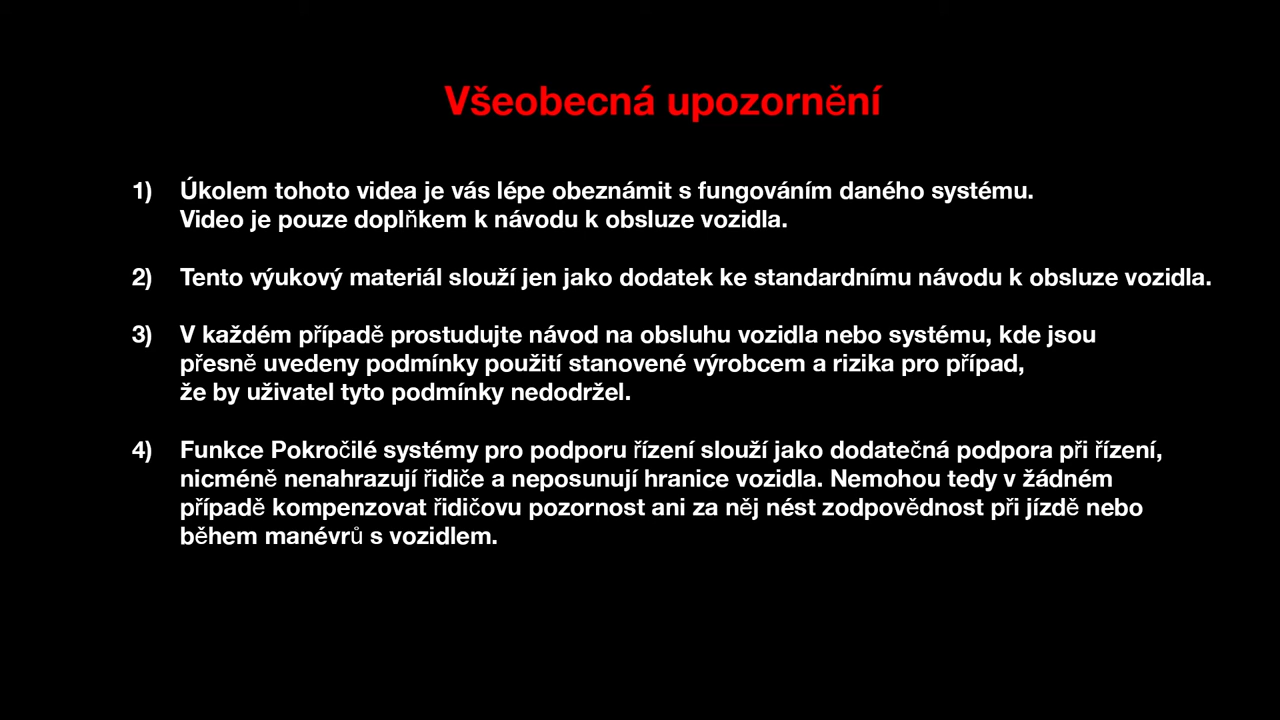 Všeobecná upozornění
1) Úkolem tohoto videa je vás lépe obeznámit s fungováním daného systému.
Video je pouze doplňkem k návodu k obsluze vozidla.
2) Tento výukový materiál slouží jen jako dodatek ke standardnímu návodu k obsluze vozidla.
3) V každém případě prostudujte návod na obsluhu vozidla nebo systému, kde jsou
přesně uvedeny podmínky použití stanovené výrobcem a rizika pro případ,
že by uživatel tyto podmínky nedodržel.
4) Funkce Pokročilé systémy pro podporu řízení slouží jako dodatečná podpora při řízení,
nicméně nenahrazují řidiče a neposunují hranice vozidla. Nemohou tedy v žádném
případě kompenzovat řidičovu pozornost ani za něj nést zodpovědnost při jízdě nebo
během manévrů s vozidlem.